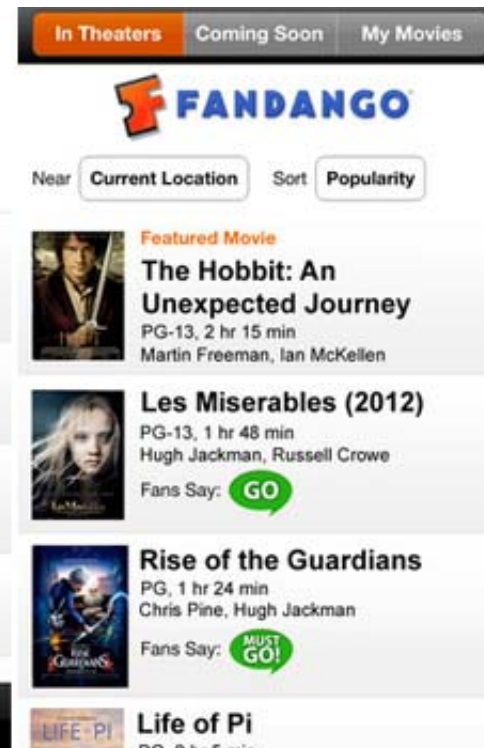 In Theaters Coming Soon My Movies
FANDANGO
Near Current Location Sort Popularity
Featured Movie
The Hobbit: An
Unexpected Journey
PG-13, 2 hr 15 min
Martin Freeman, Ian McKellen
Les Miserables (2012)
PG-13, 1 hr 48 min
Hugh Jackman, Russell Crowe
Fans Say: GO
Rise of the Guardians
PG, 1 hr 24 min
Chris Pine, Hugh Jackman
Fans Say: MUST GO!
RISE
GUARDIANS
LIFE OF PI
Life of Pi